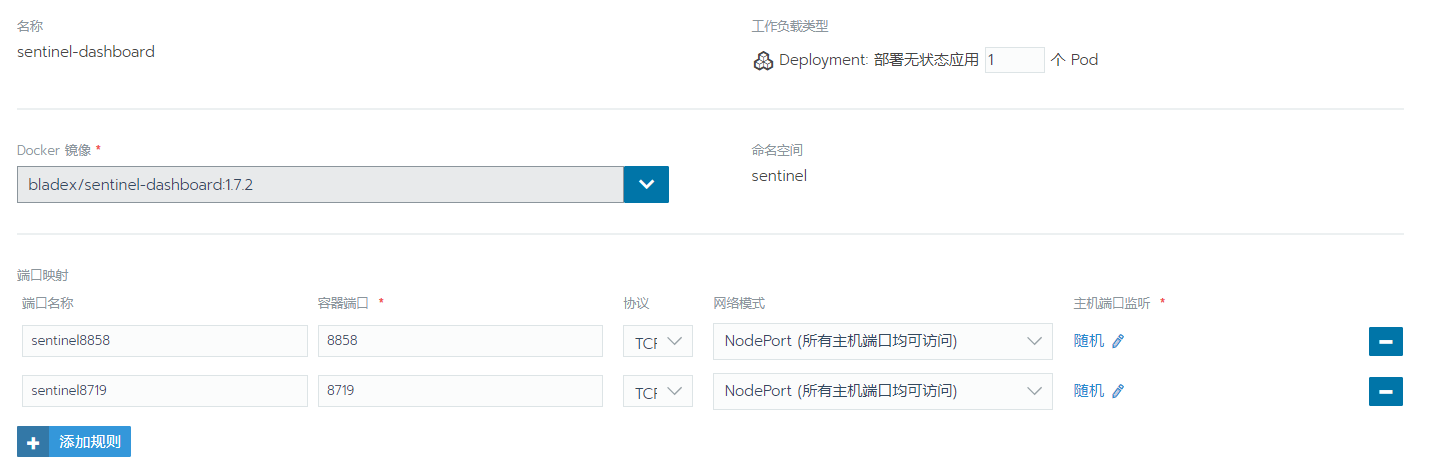 名称
工作负载类型
sentinel-dashboard
Deployment: 部署无状态应用 1 个 Pod
Docker 镜像 *
命名空间
bladex/sentinel-dashboard:1.7.2
sentinel
端口映射
端口名称 容器端口 * 协议 网络模式 主机端口监听 *
sentinel8858 8858 TCP NodePort (所有主机端口均可访问) 随机
sentinel8719 8719 TCP NodePort (所有主机端口均可访问) 随机
添加规则